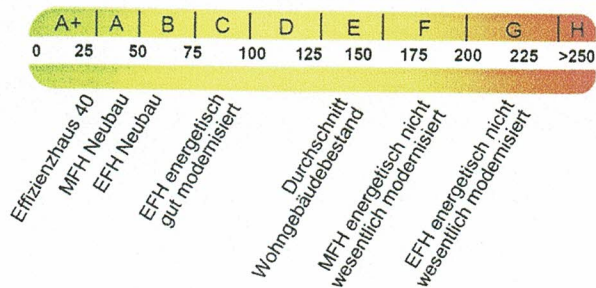 A+ A B C D E F G H
0 25 50 75 100 125 150 175 200 225 >250
Effizienzhaus 40
MFH Neubau
EFH Neubau
EFH energetisch
gut modernisiert
Durchschnitt
Wohngebäudebestand
MFH energetisch nicht
wesentlich modernisiert
EFH energetisch nicht
wesentlich modernisiert